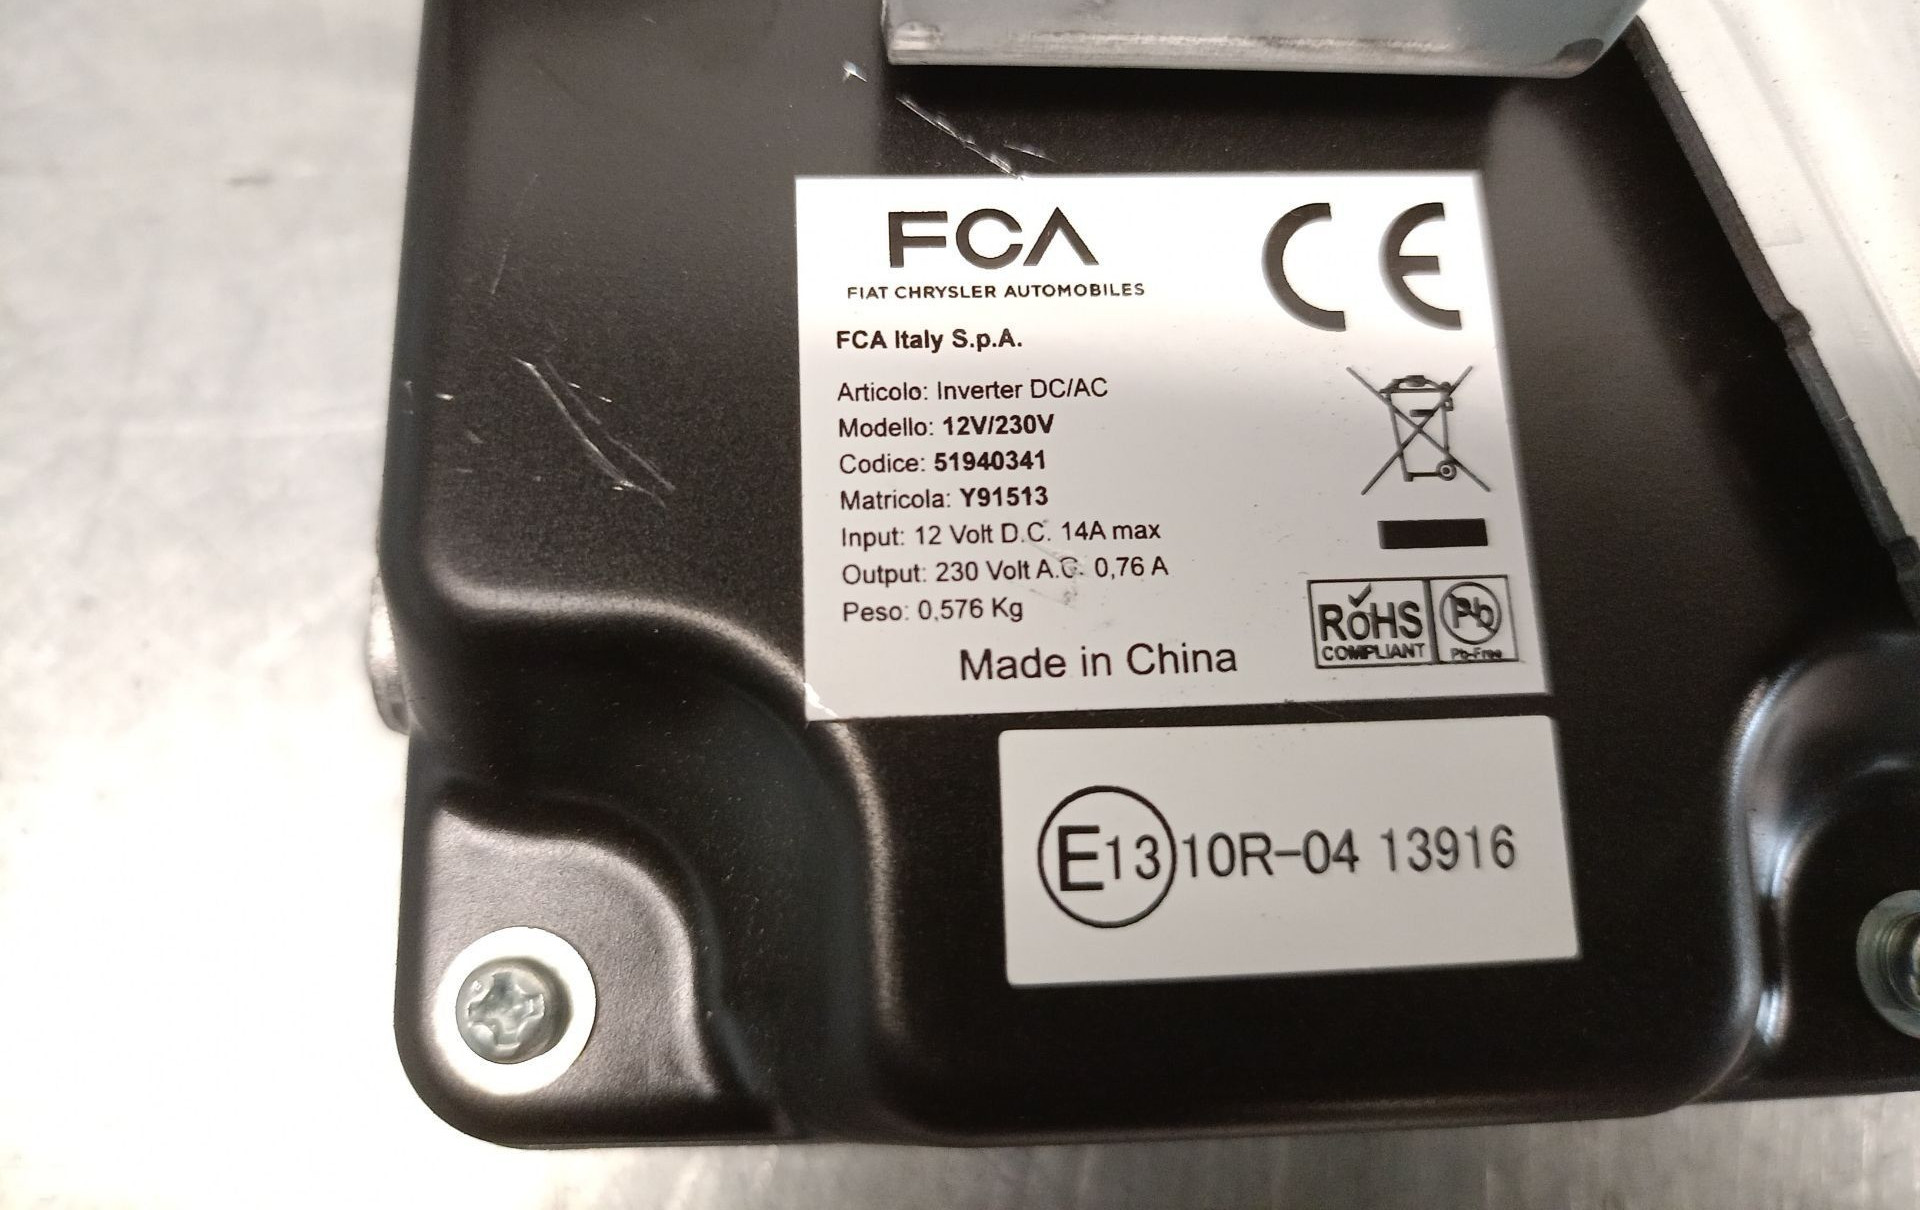 FCA
CE
FIAT CHRYSLER AUTOMOBILES
FCA Italy S.p.A.
Articolo: Inverter DC/AC
Modello: 12V/230V
Codice: 51940341
Matricola: Y91513
Input: 12 Volt D.C. 14A max
Output: 230 Volt A.C. 0,76 A
Peso: 0,576 Kg
Made in China
RoHS
COMPLIANT
Pb
Pb-Free
E13 10R-04 13916